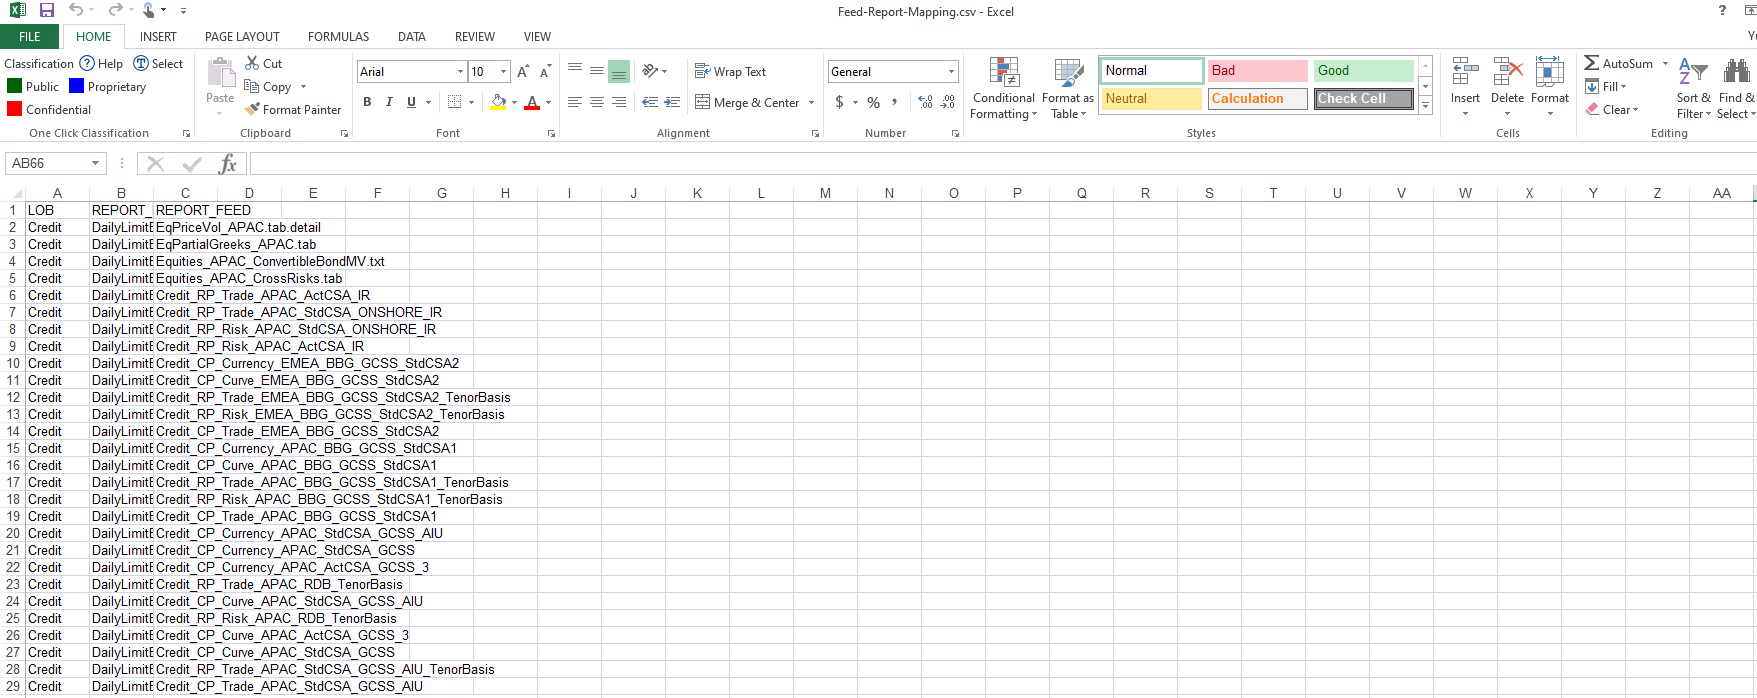 Feed-Report-Mapping.csv - Excel
?
FILE HOME INSERT PAGE LAYOUT FORMULAS DATA REVIEW VIEW
Classification Help Select
Public Proprietary
Confidential
One Click Classification
Paste
Cut
Copy
Format Painter
Clipboard
Arial 10
B I U
Font
Wrap Text
Merge & Center
Alignment
General
$ %
Number
Conditional Formatting
Format as Table
Normal Bad Good
Neutral Calculation Check Cell
Styles
Insert Delete Format
Cells
AutoSum
Fill
Clear
Sort & Filter
Find & Select
Editing
AB66 fx
A B C D E F G H I J K L M N O P Q R S T U V W X Y Z AA
1 LOB REPORT_ REPORT_FEED
2 Credit DailyLimitE EqPriceVol_APAC.tab.detail
3 Credit DailyLimitE EqPartialGreeks_APAC.tab
4 Credit DailyLimitE Equities_APAC_ConvertibleBondMV.txt
5 Credit DailyLimitE Equities_APAC_CrossRisks.tab
6 Credit DailyLimitE Credit_RP_Trade_APAC_ActCSA_IR
7 Credit DailyLimitE Credit_RP_Trade_APAC_StdCSA_ONSHORE_IR
8 Credit DailyLimitE Credit_RP_Risk_APAC_StdCSA_ONSHORE_IR
9 Credit DailyLimitE Credit_RP_Risk_APAC_ActCSA_IR
10 Credit DailyLimitE Credit_CP_Currency_EMEA_BBG_GCSS_StdCSA2
11 Credit DailyLimitE Credit_CP_Curve_EMEA_BBG_GCSS_StdCSA2
12 Credit DailyLimitE Credit_RP_Trade_EMEA_BBG_GCSS_StdCSA2_TenorBasis
13 Credit DailyLimitE Credit_RP_Risk_EMEA_BBG_GCSS_StdCSA2_TenorBasis
14 Credit DailyLimitE Credit_CP_Trade_EMEA_BBG_GCSS_StdCSA2
15 Credit DailyLimitE Credit_CP_Currency_APAC_BBG_GCSS_StdCSA1
16 Credit DailyLimitE Credit_CP_Curve_APAC_BBG_GCSS_StdCSA1
17 Credit DailyLimitE Credit_RP_Trade_APAC_BBG_GCSS_StdCSA1_TenorBasis
18 Credit DailyLimitE Credit_RP_Risk_APAC_BBG_GCSS_StdCSA1_TenorBasis
19 Credit DailyLimitE Credit_CP_Trade_APAC_BBG_GCSS_StdCSA1
20 Credit DailyLimitE Credit_CP_Currency_APAC_StdCSA_GCSS_AIU
21 Credit DailyLimitE Credit_CP_Currency_APAC_StdCSA_GCSS
22 Credit DailyLimitE Credit_CP_Currency_APAC_ActCSA_GCSS_3
23 Credit DailyLimitE Credit_RP_Trade_APAC_RDB_TenorBasis
24 Credit DailyLimitE Credit_CP_Curve_APAC_StdCSA_GCSS_AIU
25 Credit DailyLimitE Credit_RP_Risk_APAC_RDB_TenorBasis
26 Credit DailyLimitE Credit_CP_Curve_APAC_ActCSA_GCSS_3
27 Credit DailyLimitE Credit_CP_Curve_APAC_StdCSA_GCSS
28 Credit DailyLimitE Credit_RP_Trade_APAC_StdCSA_GCSS_AIU_TenorBasis
29 Credit DailyLimitE Credit_CP_Trade_APAC_StdCSA_GCSS_AIU